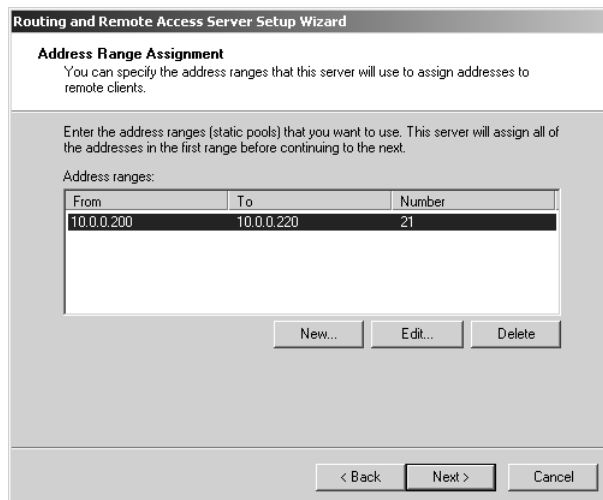 Routing and Remote Access Server Setup Wizard
Address Range Assignment
You can specify the address ranges that this server will use to assign addresses to
remote clients.
Enter the address ranges (static pools) that you want to use. This server will assign all of
the addresses in the first range before continuing to the next.
Address ranges:
From To Number
10.0.0.200 10.0.0.220 21
New... Edit... Delete
< Back Next > Cancel